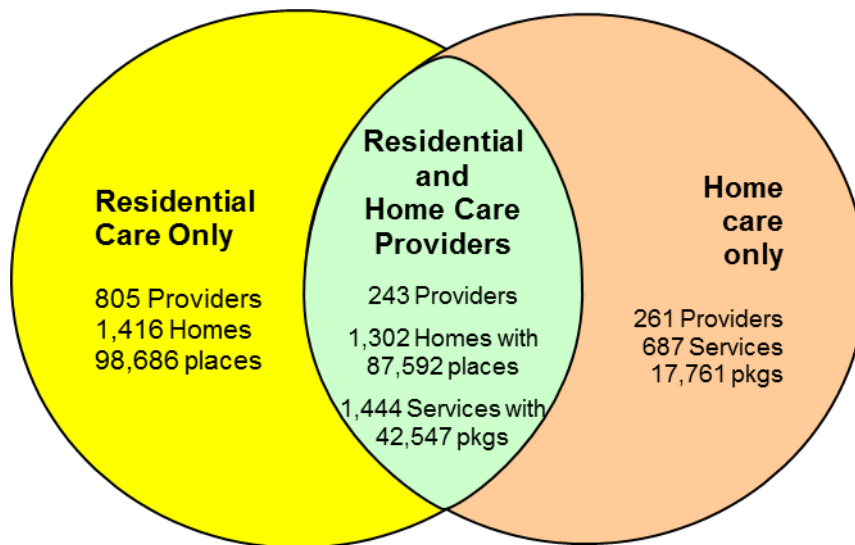 Residential
Care Only
805 Providers
1,416 Homes
98,686 places
Residential
and
Home Care
Providers
243 Providers
1,302 Homes with
87,592 places
1,444 Services with
42,547 pkgs
Home
care
only
261 Providers
687 Services
17,761 pkgs